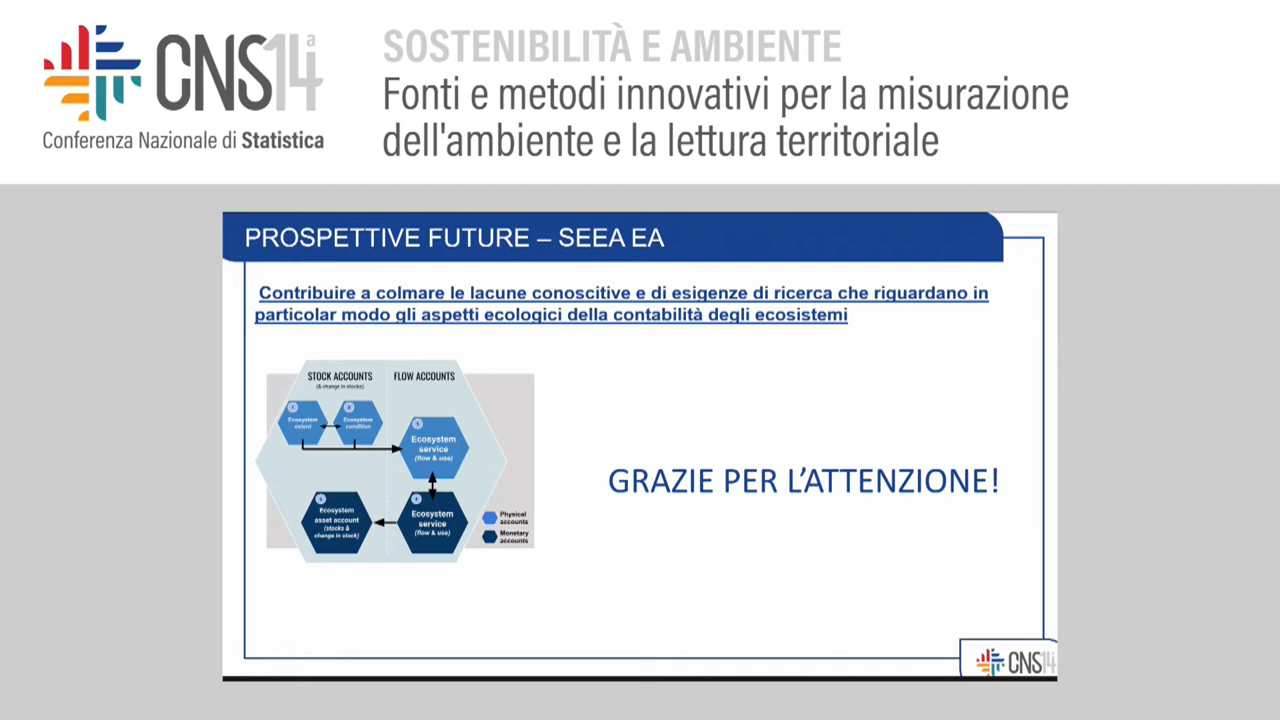 CNS14ª
Conferenza Nazionale di Statistica
SOSTENIBILITÀ E AMBIENTE
Fonti e metodi innovativi per la misurazione
dell'ambiente e la lettura territoriale
PROSPETTIVE FUTURE – SEEA EA
Contribuire a colmare le lacune conoscitive e di esigenze di ricerca che riguardano in
particolar modo gli aspetti ecologici della contabilità degli ecosistemi
STOCK ACCOUNTS
(& change in stocks)
FLOW ACCOUNTS
1
Ecosystem
extent
2
Ecosystem
condition
Ecosystem
service
(flow & use)
Ecosystem
asset account
(stocks &
change in stock)
4
Ecosystem
service
(flow & use)
Physical
accounts
Monetary
accounts
GRAZIE PER L'ATTENZIONE!
CNS14